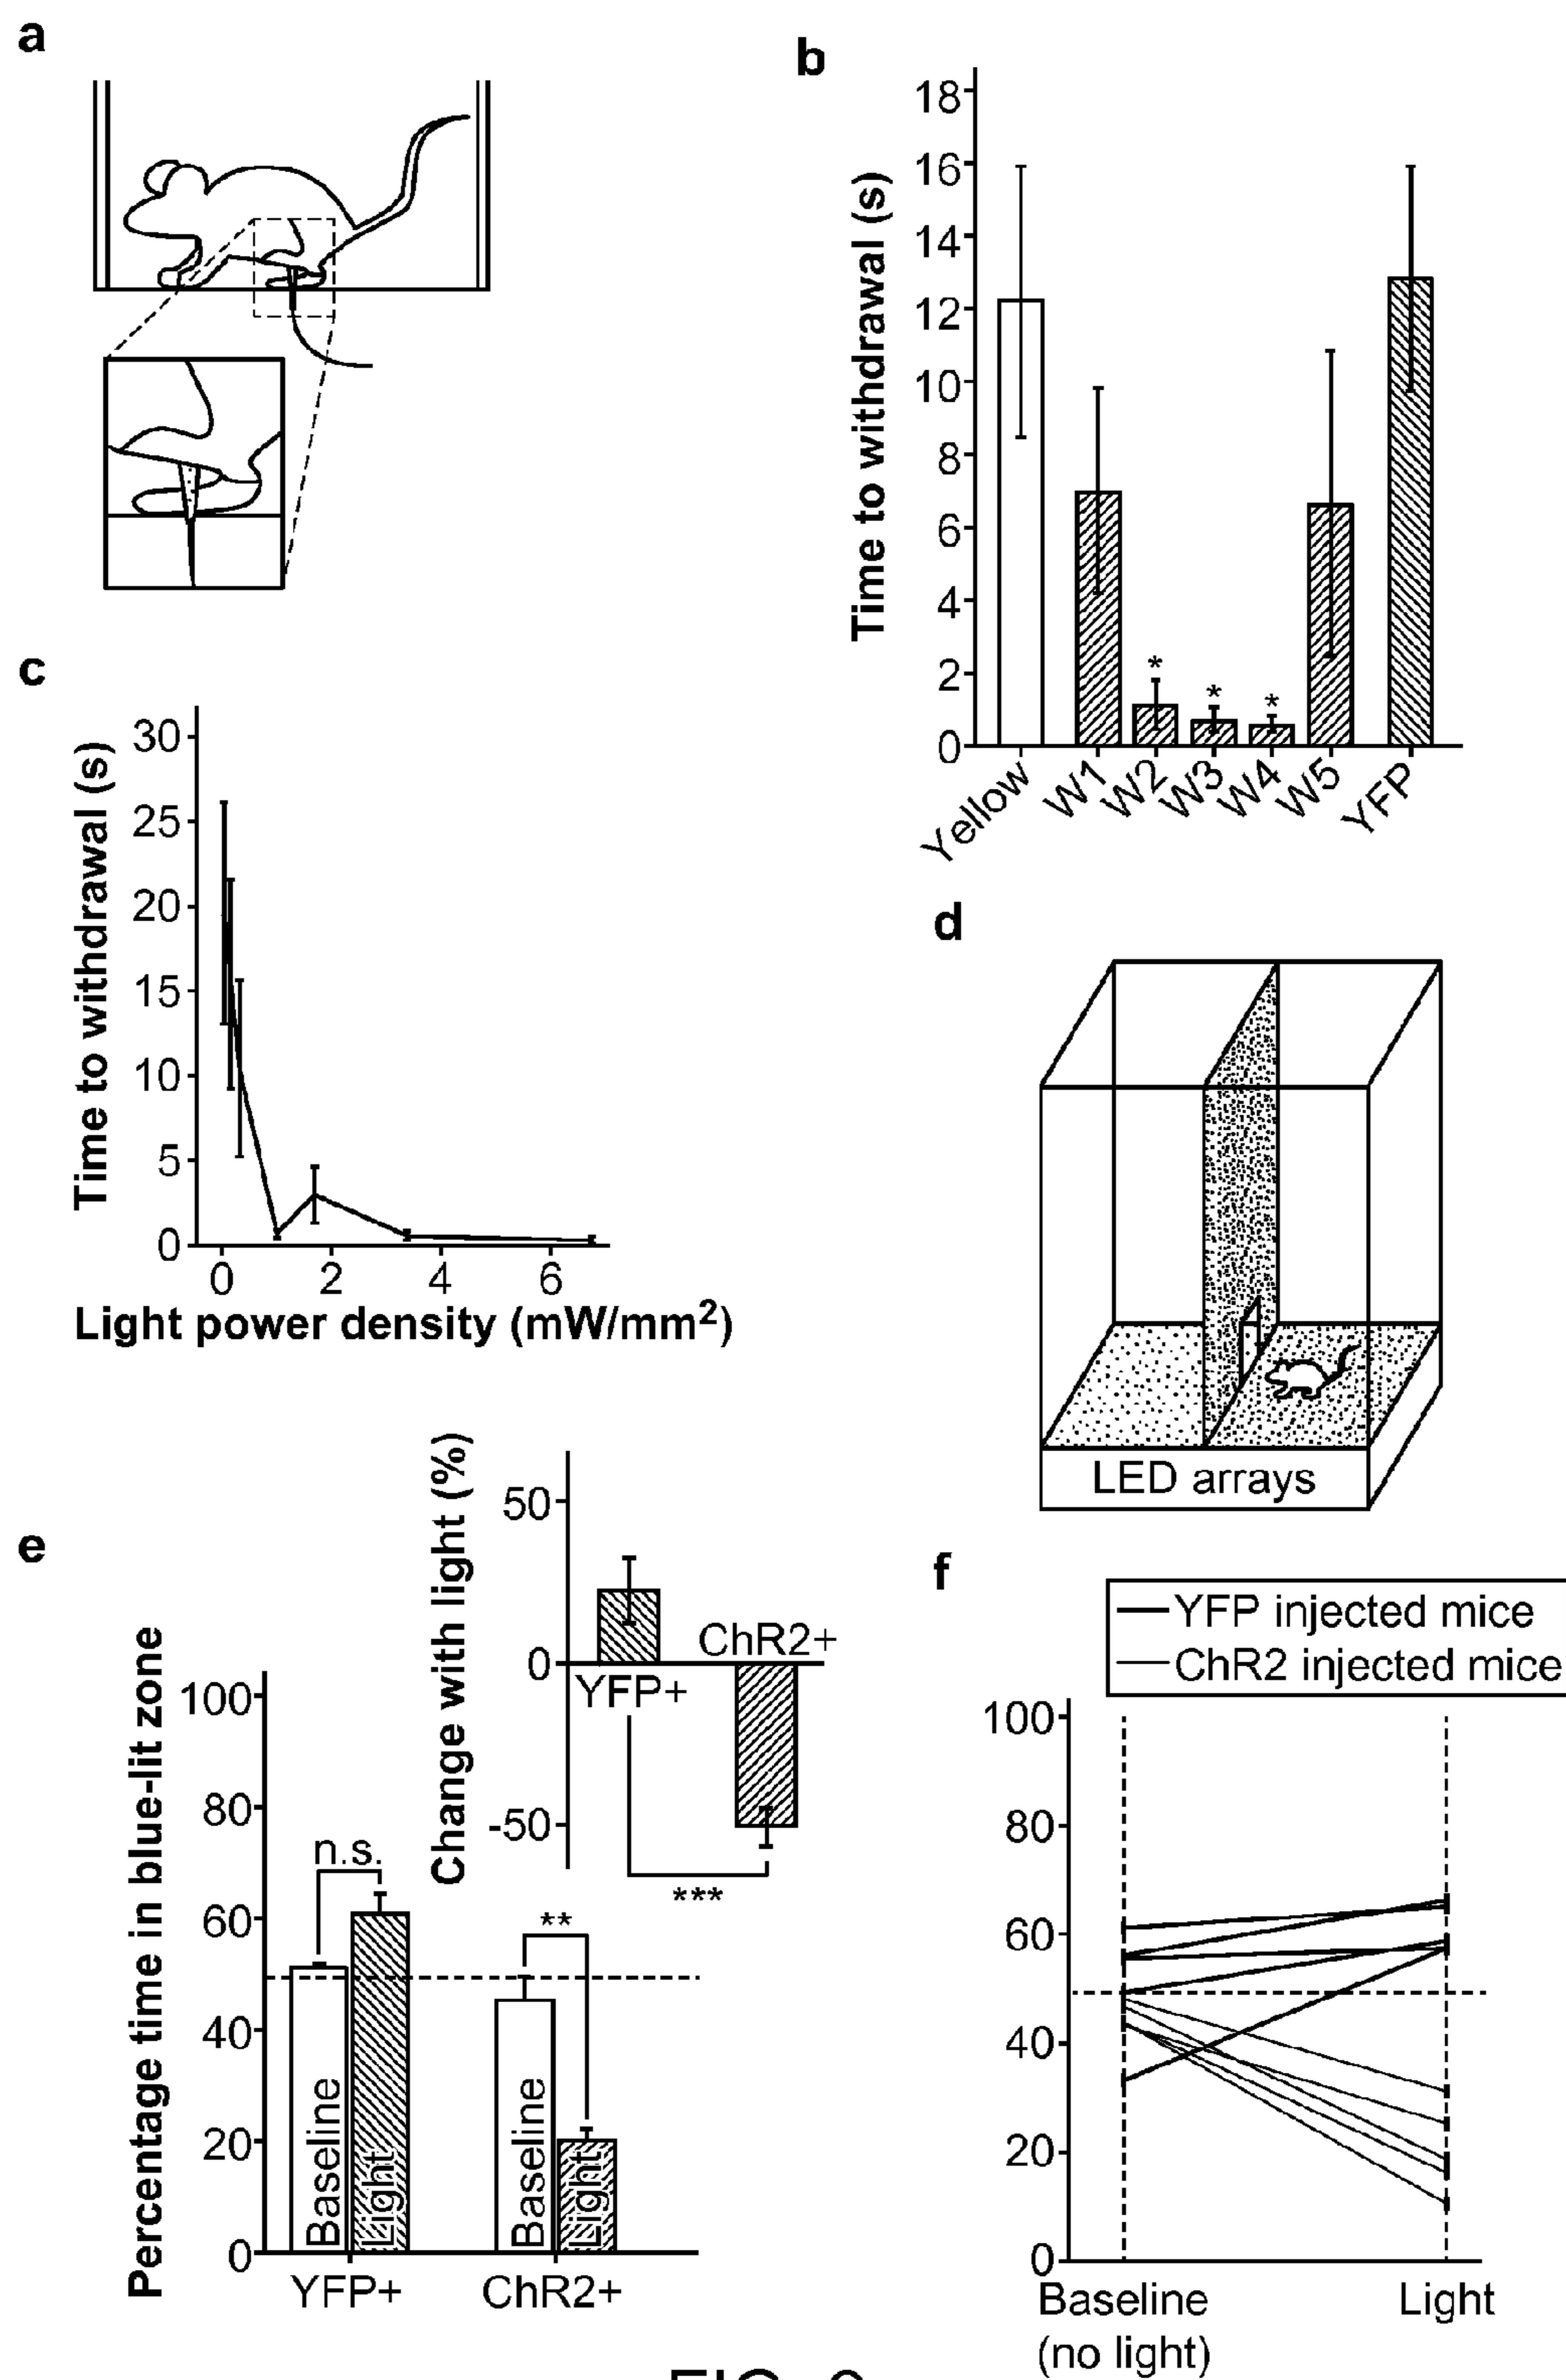 a
b
Time to withdrawal (s)
18
16
14
12
10
8
6
4
2
0
*
*
*
Yellow
W1
W2
W3
W4
W5
YFP
c
Time to withdrawal (s)
30
25
20
15
10
5
0
0
2
4
6
Light power density (mW/mm²)
d
LED arrays
e
Percentage time in blue-lit zone
100
80
60
40
20
0
n.s.
**
Baseline
Light
Baseline
Light
YFP+
ChR2+
Change with light (%)
50
0
-50
ChR2+
YFP+
***
f
YFP injected mice
ChR2 injected mice
100
80
60
40
20
0
Baseline
(no light)
Light